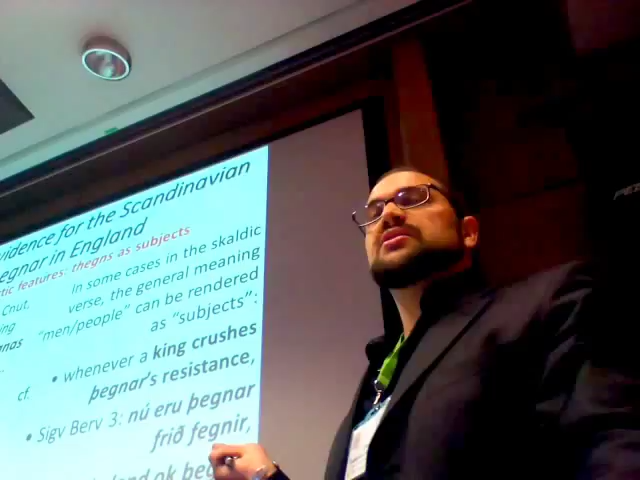 vidence for the Scandinavian
egnar in England
tic features: thegns as subjects
Cnut.
In some cases in the skaldic
verse, the general meaning
“men/people” can be rendered
as “subjects”:
cf.
• whenever a king crushes
þegnar’s resistance,
• Sigv Berv 3: nú eru þegnar
frið fegnir,